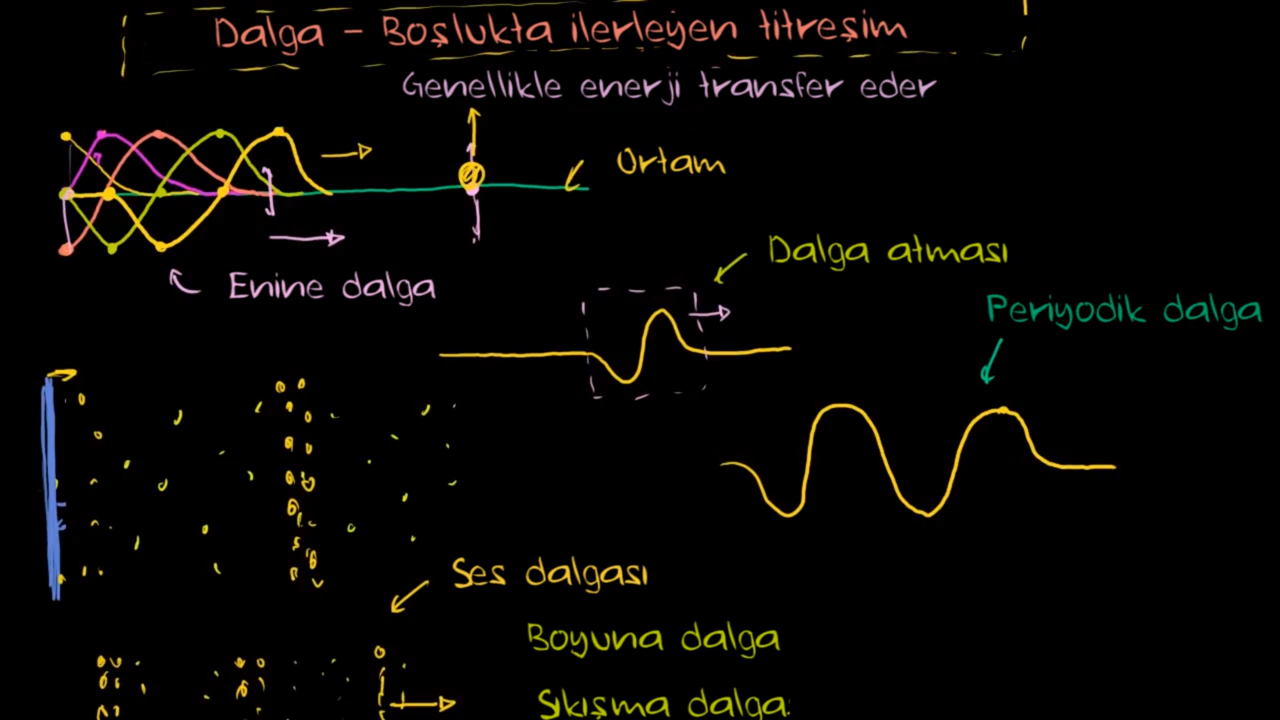 Dalga - Boşlukta ilerleyen titreşim
Genellikle enerji transfer eder
Ortam
Dalga atması
Enine dalga
Periyodik dalga
Ses dalgası
Boyuna dalga
Sıkışma dalga